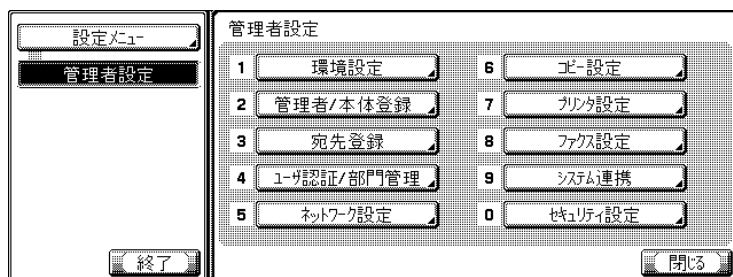 設定ﾒﾆｭｰ
管理者設定
終了
管理者設定
1 環境設定
2 管理者/本体登録
3 宛先登録
4 ﾕｰｻﾞ認証/部門管理
5 ﾈｯﾄﾜｰｸ設定
6 ｺﾋﾟｰ設定
7 ﾌﾟﾘﾝﾀ設定
8 ﾌｧｸｽ設定
9 ｼｽﾃﾑ連携
0 ｾｷｭﾘﾃｨ設定
閉じる